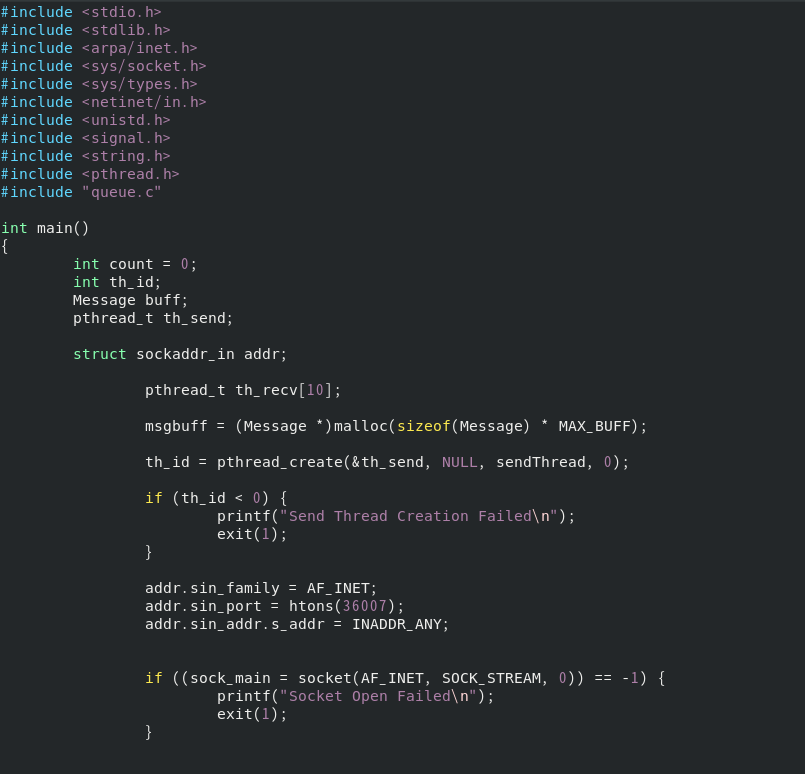 #include <stdio.h>
#include <stdlib.h>
#include <arpa/inet.h>
#include <sys/socket.h>
#include <sys/types.h>
#include <netinet/in.h>
#include <unistd.h>
#include <signal.h>
#include <string.h>
#include <pthread.h>
#include "queue.c"

int main()
{
        int count = 0;
        int th_id;
        Message buff;
        pthread_t th_send;

        struct sockaddr_in addr;

                pthread_t th_recv[10];

                msgbuff = (Message *)malloc(sizeof(Message) * MAX_BUFF);

                th_id = pthread_create(&th_send, NULL, sendThread, 0);

                if (th_id < 0) {
                        printf("Send Thread Creation Failed\n");
                        exit(1);
                }

                addr.sin_family = AF_INET;
                addr.sin_port = htons(36007);
                addr.sin_addr.s_addr = INADDR_ANY;


                if ((sock_main = socket(AF_INET, SOCK_STREAM, 0)) == -1) {
                        printf("Socket Open Failed\n");
                        exit(1);
                }